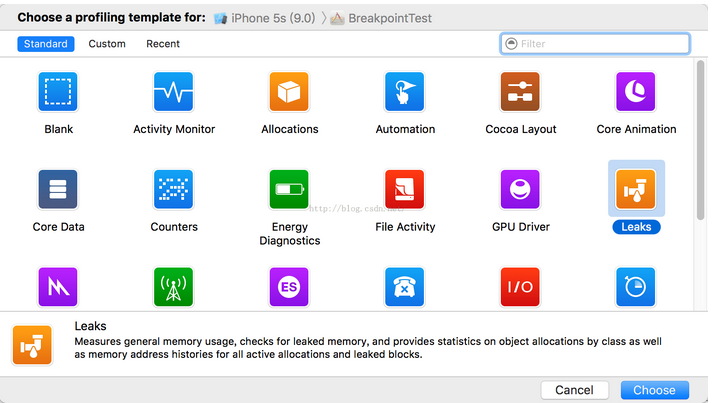 Choose a profiling template for: iPhone 5s (9.0) BreakpointTest
Standard Custom Recent Filter
Blank Activity Monitor Allocations Automation Cocoa Layout Core Animation
Core Data Counters Energy Diagnostics File Activity GPU Driver Leaks
http://blog.csdn.net/
ES I/O
Leaks
Measures general memory usage, checks for leaked memory, and provides statistics on object allocations by class as well
as memory address histories for all active allocations and leaked blocks.
Cancel Choose